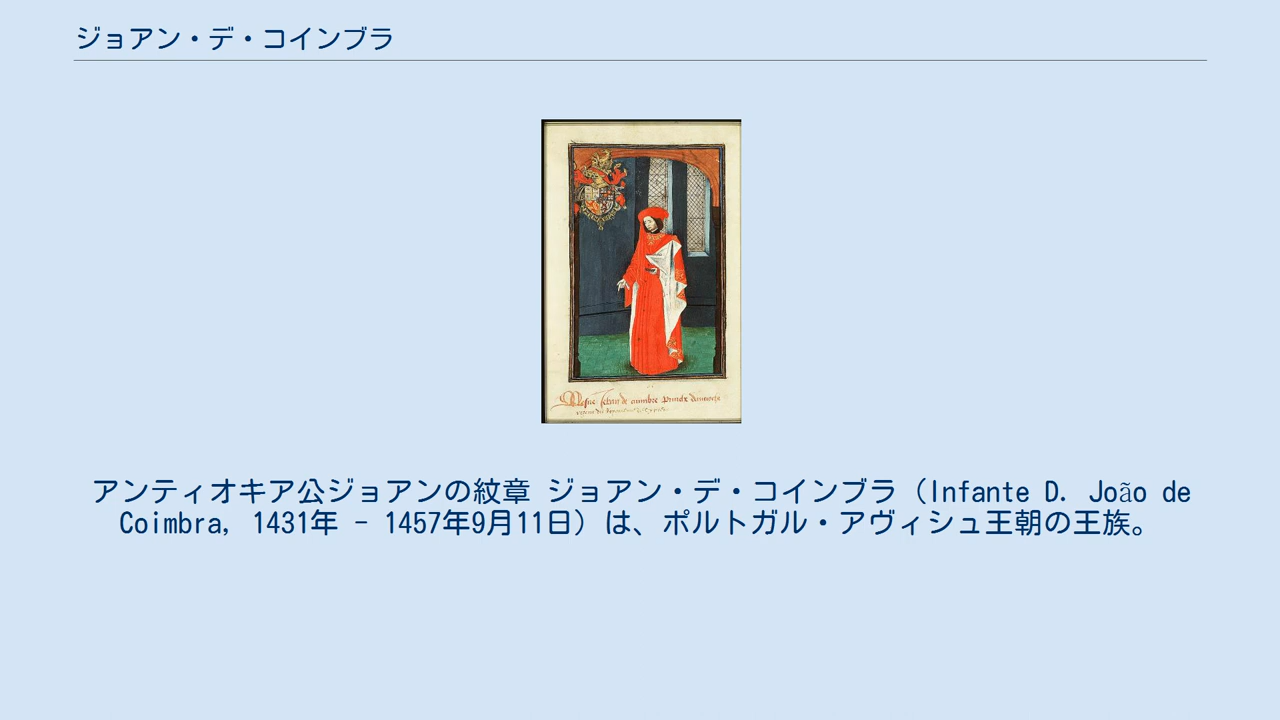 ジョアン・デ・コインブラ
アンティオキア公ジョアンの紋章 ジョアン・デ・コインブラ（Infante D. João de
Coimbra, 1431年 - 1457年9月11日）は、ポルトガル・アヴィシュ王朝の王族。